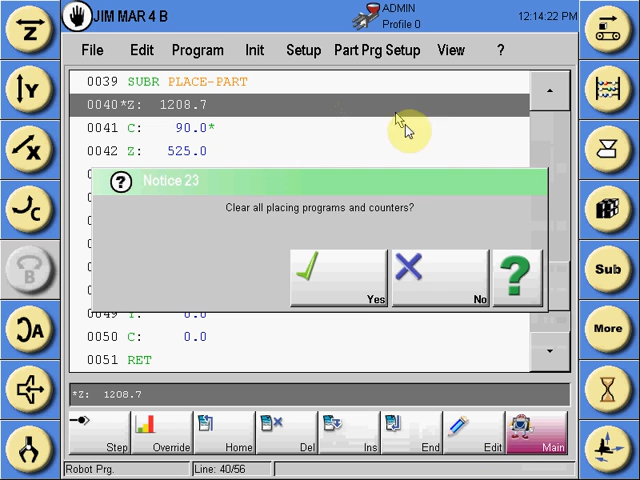 JIM MAR 4 B
ADMIN
Profile 0
12:14:22 PM
File Edit Program Init Setup Part Prg Setup View ?
0039 SUBR PLACE-PART
0040*Z: 1208.7
0041 C: 90.0*
0042 Z: 525.0
Notice 23
Clear all placing programs and counters?
Yes
No
0050 C: 0.0
0051 RET
*Z: 1208.7
Step Override Home Del Ins End Edit Main
Robot Prg. Line: 40/56
Z
Y
X
C
B
CA
Sub
More